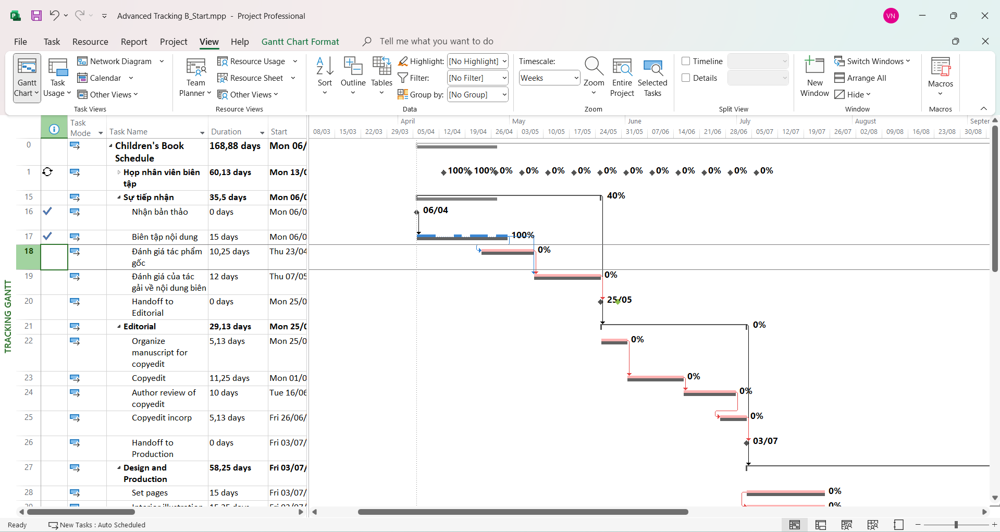 Advanced Tracking B_Start.mpp - Project Professional
VN
File Task Resource Report Project View Help Gantt Chart Format Tell me what you want to do
Gantt Chart
Task Usage
Network Diagram
Calendar
Other Views
Task Views
Team Planner
Resource Usage
Resource Sheet
Other Views
Resource Views
Sort
Outline
Tables
Highlight: [No Highlight]
Filter: [No Filter]
Group by: [No Group]
Data
Timescale:
Weeks
Zoom
Entire Project
Selected Tasks
Zoom
Timeline
Details
Split View
New Window
Switch Windows
Arrange All
Hide
Window
Macros
Macros
Task Mode Task Name Duration Start
April May June July August Septem
08/03 15/03 22/03 29/03 05/04 12/04 19/04 26/04 03/05 10/05 17/05 24/05 31/05 07/06 14/06 21/06 28/06 05/07 12/07 19/07 26/07 02/08 09/08 16/08 23/08 30/08
0 Children's Book Schedule 168,88 days Mon 06/
1 Họp nhân viên biên tập 60,13 days Mon 13/0
100% 100% 0% 0% 0% 0% 0% 0% 0% 0% 0% 0% 0%
15 Sự tiếp nhận 35,5 days Mon 06/0
40%
16 Nhận bản thảo 0 days Mon 06/0
06/04
17 Biên tập nội dung 15 days Mon 06/0
100%
18 Đánh giá tác phẩm gốc 10,25 days Thu 23/04
0%
19 Đánh giá của tác gải về nội dung biên 12 days Thu 07/05
0%
20 Handoff to Editorial 0 days Mon 25/0
25/05
21 Editorial 29,13 days Mon 25/0
0%
22 Organize manuscript for copyedit 5,13 days Mon 25/0
0%
23 Copyedit 11,25 days Mon 01/0
0%
24 Author review of copyedit 10 days Tue 16/06
0%
25 Copyedit incorp 5,13 days Fri 26/06/
0%
26 Handoff to Production 0 days Fri 03/07/
03/07
27 Design and Production 58,25 days Fri 03/07/
28 Set pages 15 days Fri 03/07/
0%
29 Interior illustration 15,25 days Fri 03/07/
0%
TRACKING GANTT
Ready New Tasks : Auto Scheduled